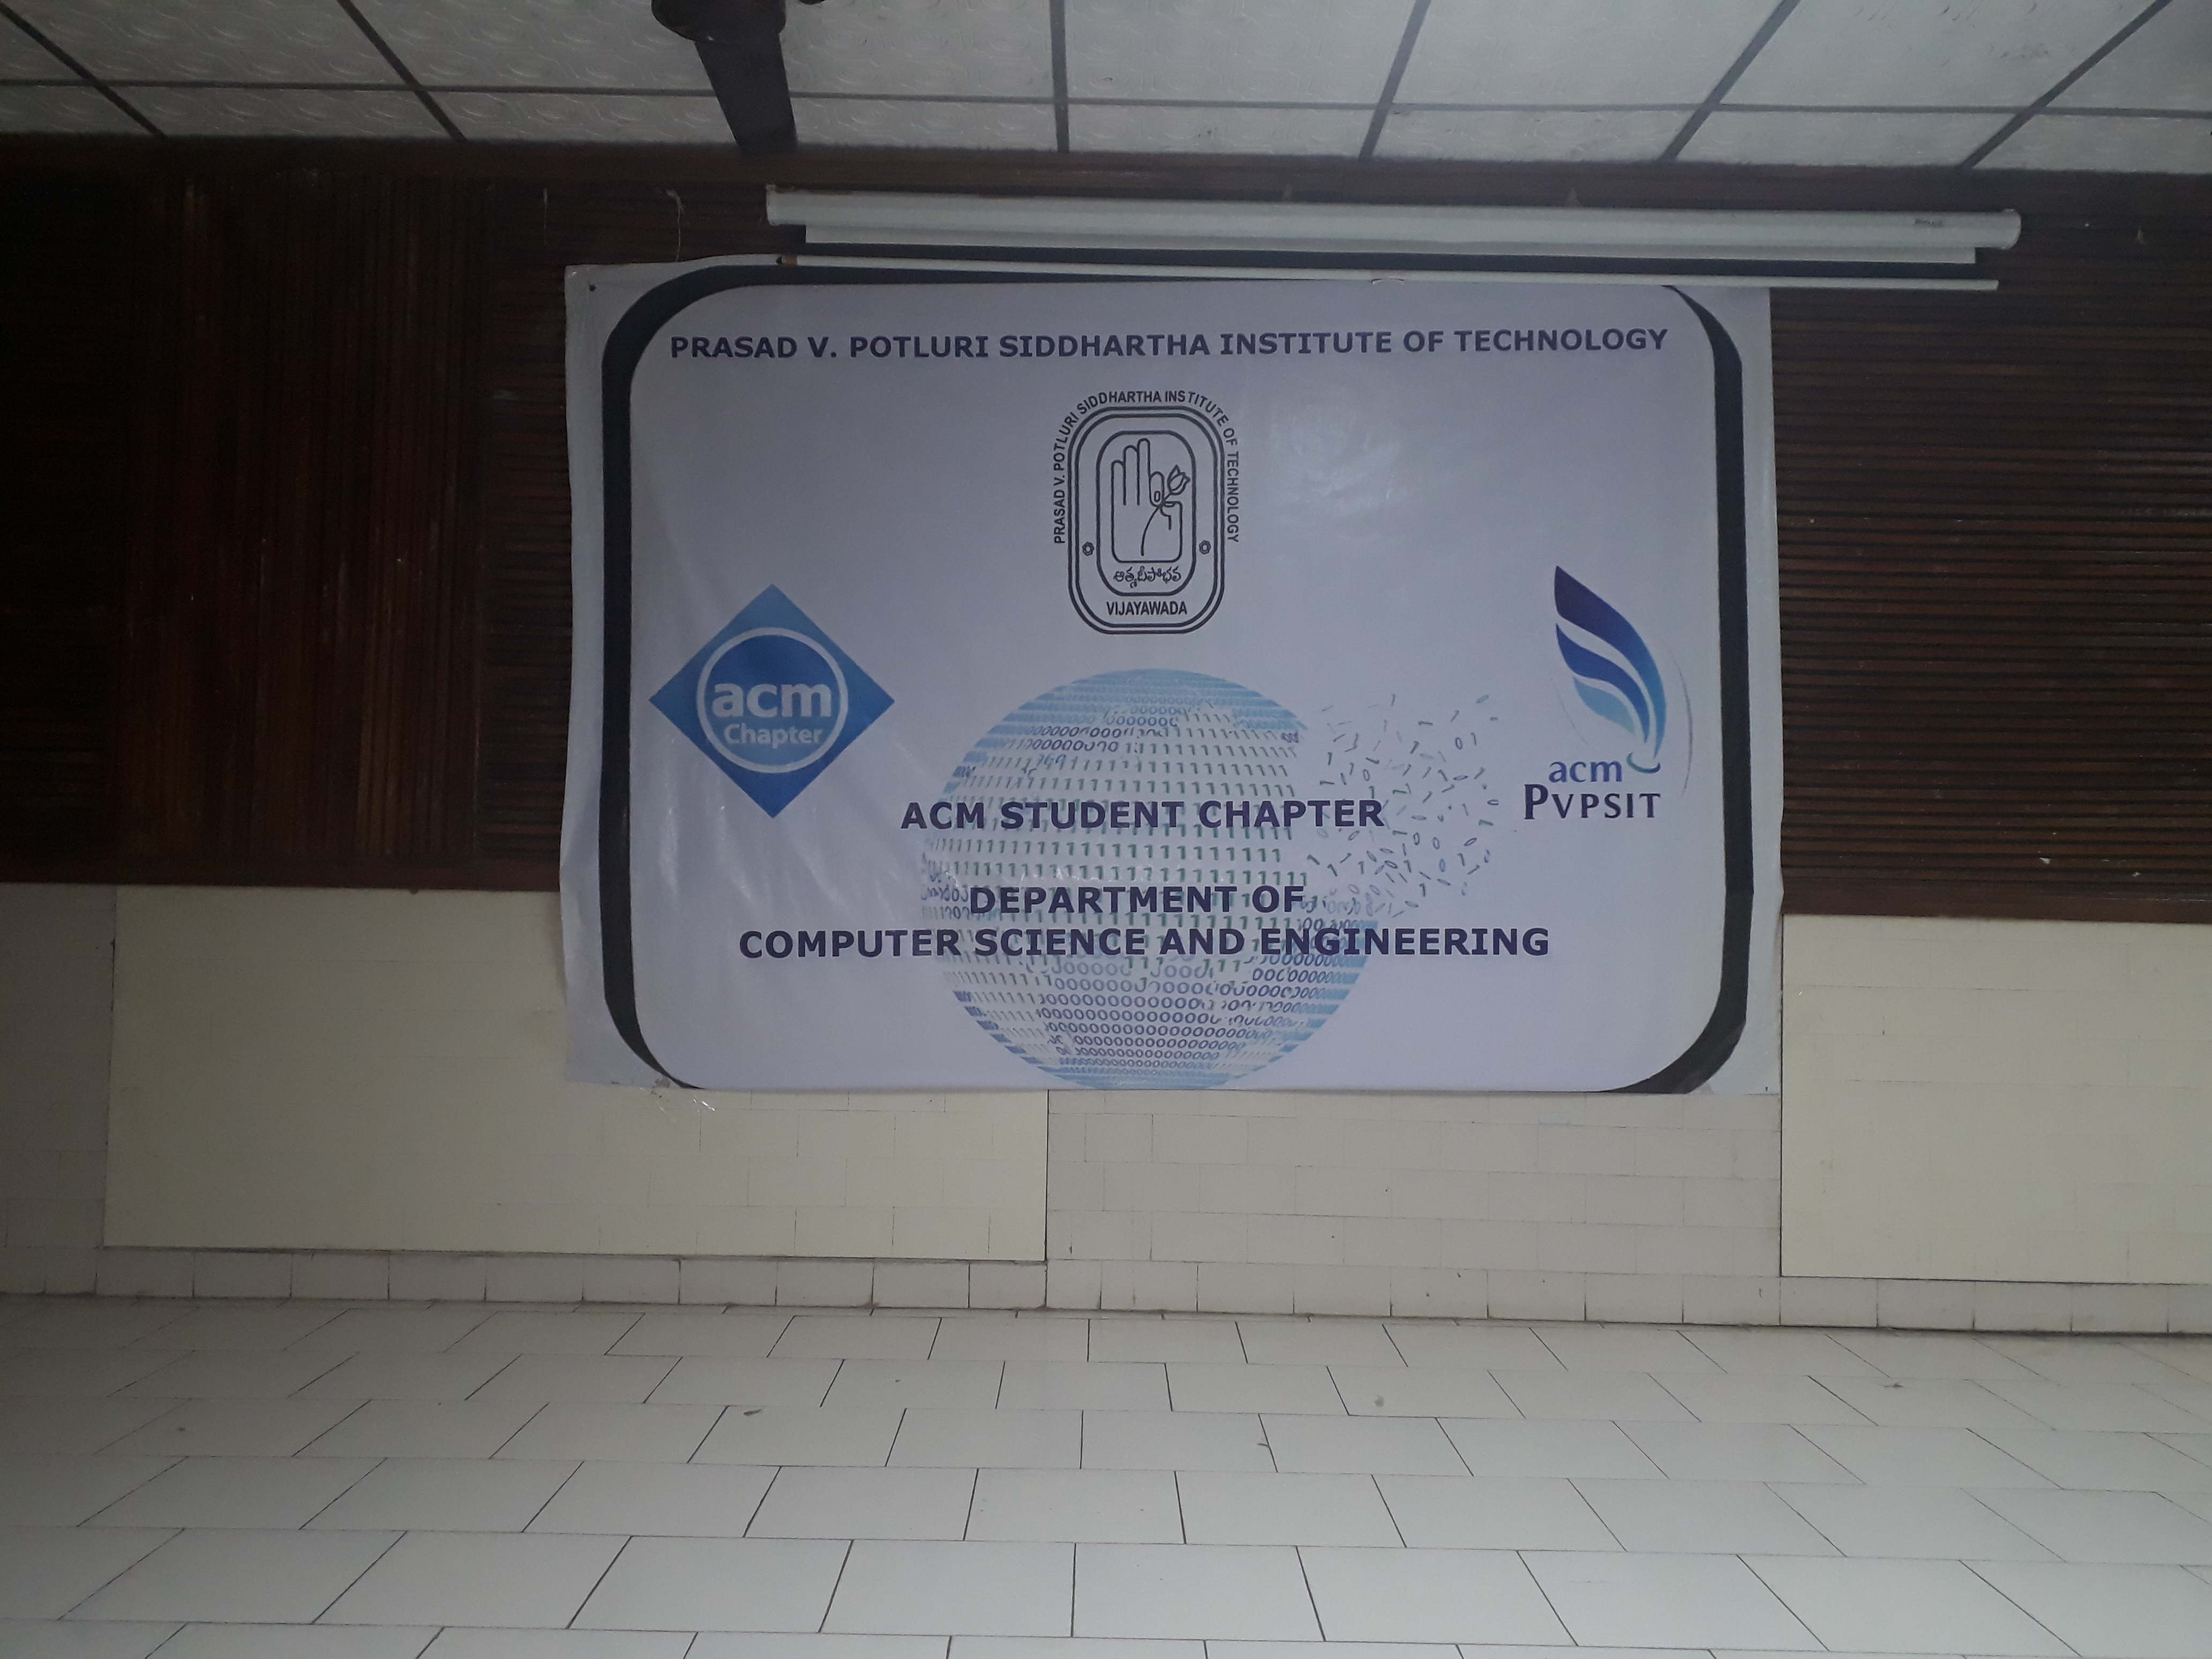 PRASAD V. POTLURI SIDDHARTHA INSTITUTE OF TECHNOLOGY
PRASAD V. POTLURI SIDDHARTHA INSTITUTE OF TECHNOLOGY
ఆత్మదీపోభవ
VIJAYAWADA
acm
Chapter
acm
PVPSIT
ACM STUDENT CHAPTER
DEPARTMENT OF
COMPUTER SCIENCE AND ENGINEERING